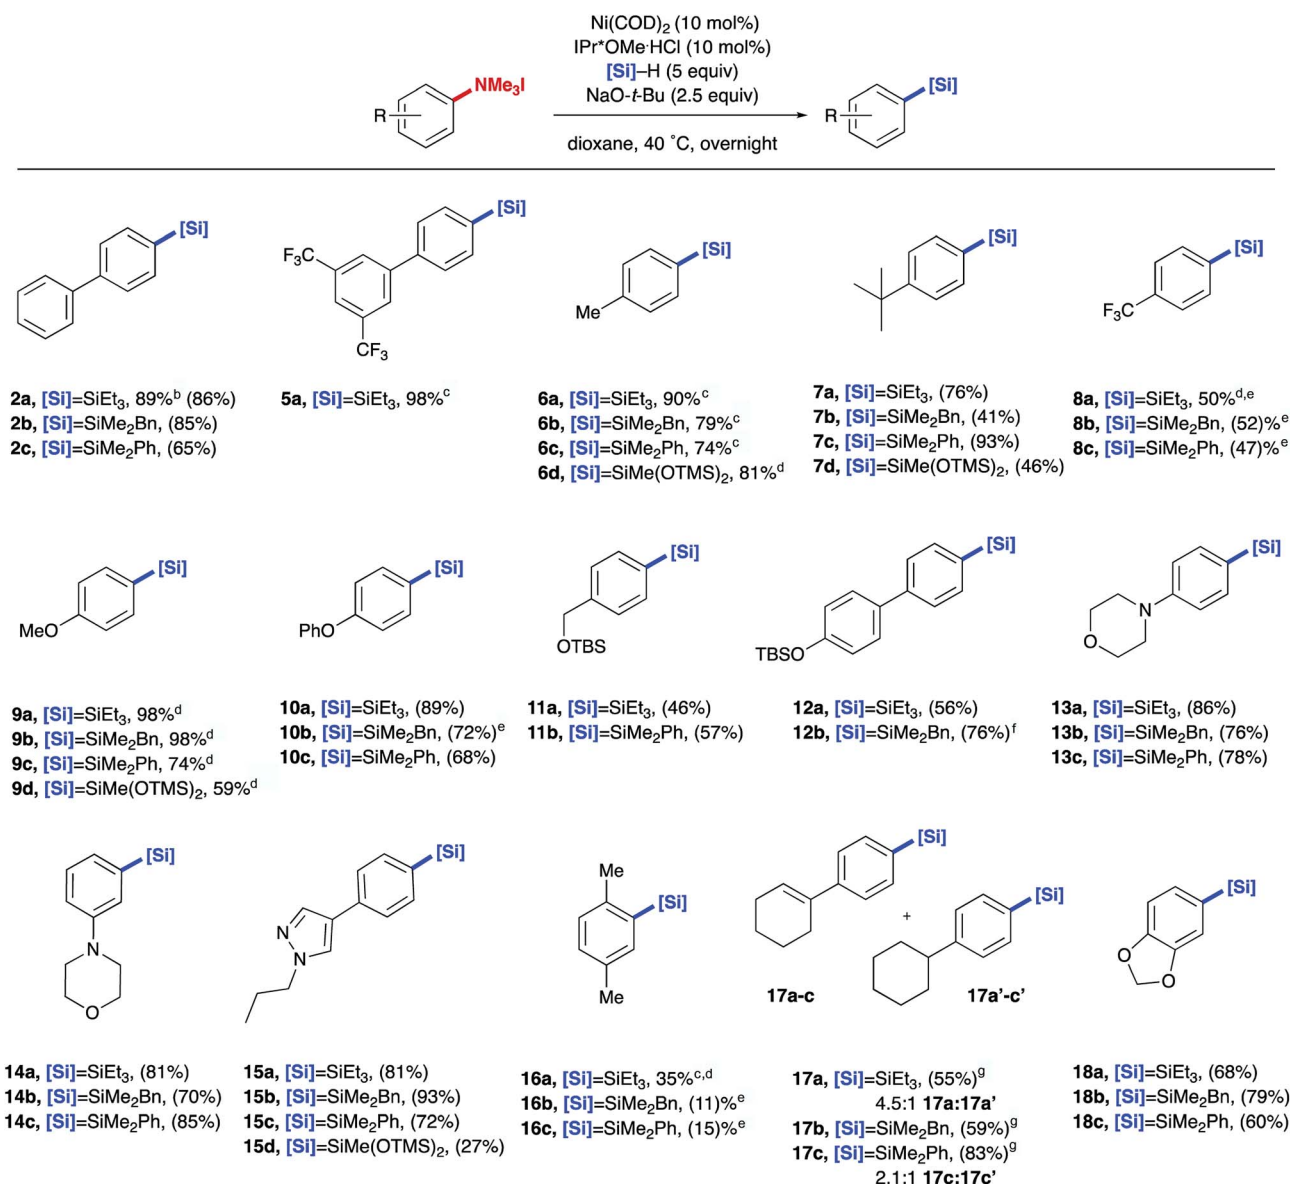 Ni(COD)₂ (10 mol%)
IPr*OMe·HCl (10 mol%)
[Si]–H (5 equiv)
NaO-t-Bu (2.5 equiv)
dioxane, 40 ˚C, overnight
R
NMe₃I
R
[Si]
[Si]
2a, [Si]=SiEt₃, 89%ᵇ (86%)
2b, [Si]=SiMe₂Bn, (85%)
2c, [Si]=SiMe₂Ph, (65%)
F₃C
CF₃
[Si]
5a, [Si]=SiEt₃, 98%ᶜ
Me
[Si]
6a, [Si]=SiEt₃, 90%ᶜ
6b, [Si]=SiMe₂Bn, 79%ᶜ
6c, [Si]=SiMe₂Ph, 74%ᶜ
6d, [Si]=SiMe(OTMS)₂, 81%ᵈ
[Si]
7a, [Si]=SiEt₃, (76%)
7b, [Si]=SiMe₂Bn, (41%)
7c, [Si]=SiMe₂Ph, (93%)
7d, [Si]=SiMe(OTMS)₂, (46%)
F₃C
[Si]
8a, [Si]=SiEt₃, 50%ᵈ,ᵉ
8b, [Si]=SiMe₂Bn, (52)%ᵉ
8c, [Si]=SiMe₂Ph, (47)%ᵉ
MeO
[Si]
9a, [Si]=SiEt₃, 98%ᵈ
9b, [Si]=SiMe₂Bn, 98%ᵈ
9c, [Si]=SiMe₂Ph, 74%ᵈ
9d, [Si]=SiMe(OTMS)₂, 59%ᵈ
PhO
[Si]
10a, [Si]=SiEt₃, (89%)
10b, [Si]=SiMe₂Bn, (72%)ᵉ
10c, [Si]=SiMe₂Ph, (68%)
OTBS
[Si]
11a, [Si]=SiEt₃, (46%)
11b, [Si]=SiMe₂Ph, (57%)
TBSO
[Si]
12a, [Si]=SiEt₃, (56%)
12b, [Si]=SiMe₂Bn, (76%)ᶠ
N
O
[Si]
13a, [Si]=SiEt₃, (86%)
13b, [Si]=SiMe₂Bn, (76%)
13c, [Si]=SiMe₂Ph, (78%)
[Si]
N
O
14a, [Si]=SiEt₃, (81%)
14b, [Si]=SiMe₂Bn, (70%)
14c, [Si]=SiMe₂Ph, (85%)
[Si]
N
N
15a, [Si]=SiEt₃, (81%)
15b, [Si]=SiMe₂Bn, (93%)
15c, [Si]=SiMe₂Ph, (72%)
15d, [Si]=SiMe(OTMS)₂, (27%)
Me
[Si]
Me
16a, [Si]=SiEt₃, 35%ᶜ,ᵈ
16b, [Si]=SiMe₂Bn, (11)%ᵉ
16c, [Si]=SiMe₂Ph, (15)%ᵉ
[Si]
+
[Si]
17a-c
17a'-c'
17a, [Si]=SiEt₃, (55%)ᵍ
4.5:1 17a:17a'
17b, [Si]=SiMe₂Bn, (59%)ᵍ
17c, [Si]=SiMe₂Ph, (83%)ᵍ
2.1:1 17c:17c'
[Si]
O
O
18a, [Si]=SiEt₃, (68%)
18b, [Si]=SiMe₂Bn, (79%)
18c, [Si]=SiMe₂Ph, (60%)